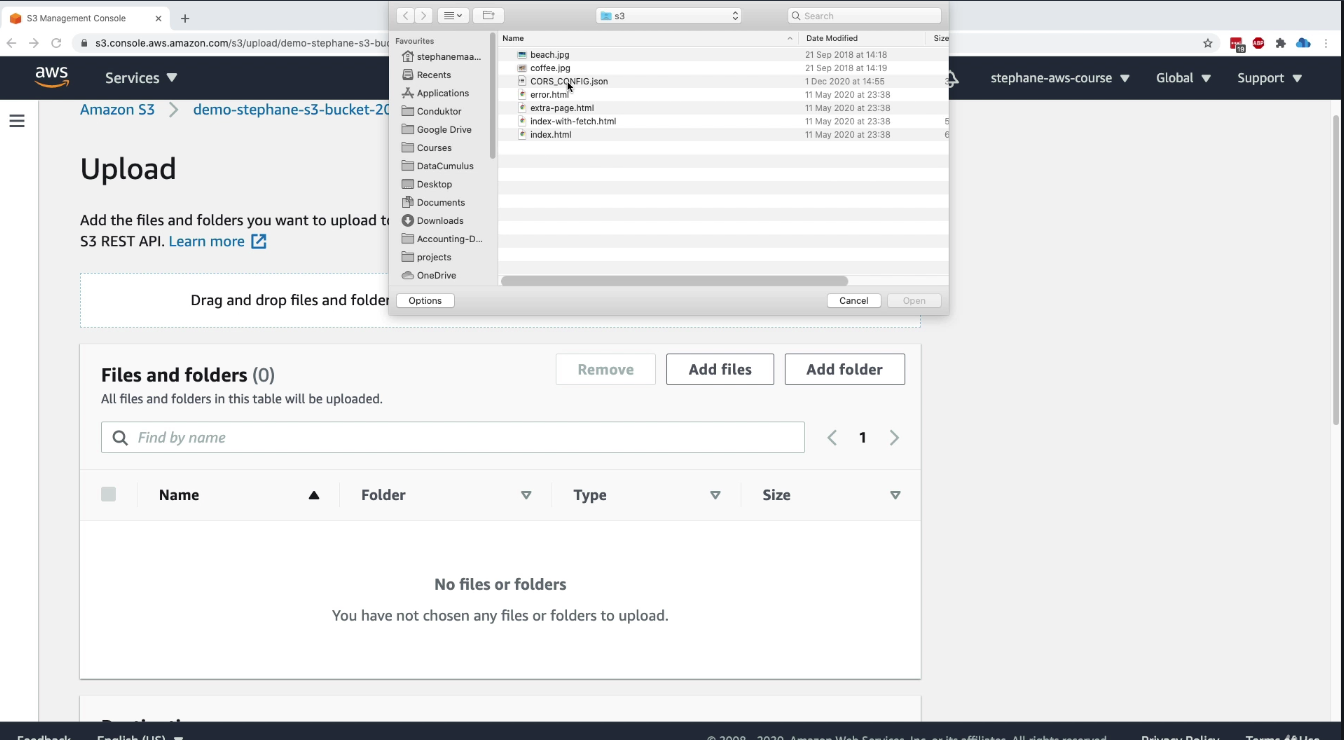 S3 Management Console
s3.console.aws.amazon.com/s3/upload/demo-stephane-s3-buc
19
ABP
s3
Search
Favourites
stephanemaa...
Recents
Applications
Conduktor
Google Drive
Courses
DataCumulus
Desktop
Documents
Downloads
Accounting-D...
projects
OneDrive
Name
Date Modified
Size
beach.jpg
21 Sep 2018 at 14:18
coffee.jpg
21 Sep 2018 at 14:19
CORS_CONFIG.json
1 Dec 2020 at 14:55
error.html
11 May 2020 at 23:38
extra-page.html
11 May 2020 at 23:38
index-with-fetch.html
11 May 2020 at 23:38
5
index.html
11 May 2020 at 23:38
6
Options
Cancel
Open
aws
Services
stephane-aws-course
Global
Support
Amazon S3
demo-stephane-s3-bucket-20
Upload
Add the files and folders you want to upload to
S3 REST API. Learn more
Drag and drop files and folder
Files and folders (0)
All files and folders in this table will be uploaded.
Remove
Add files
Add folder
Find by name
1
Name
Folder
Type
Size
No files or folders
You have not chosen any files or folders to upload.
Feedback
English (US)
© 2008 - 2020, Amazon Web Services, Inc. or its affiliates. All rights reserved.
Privacy Policy